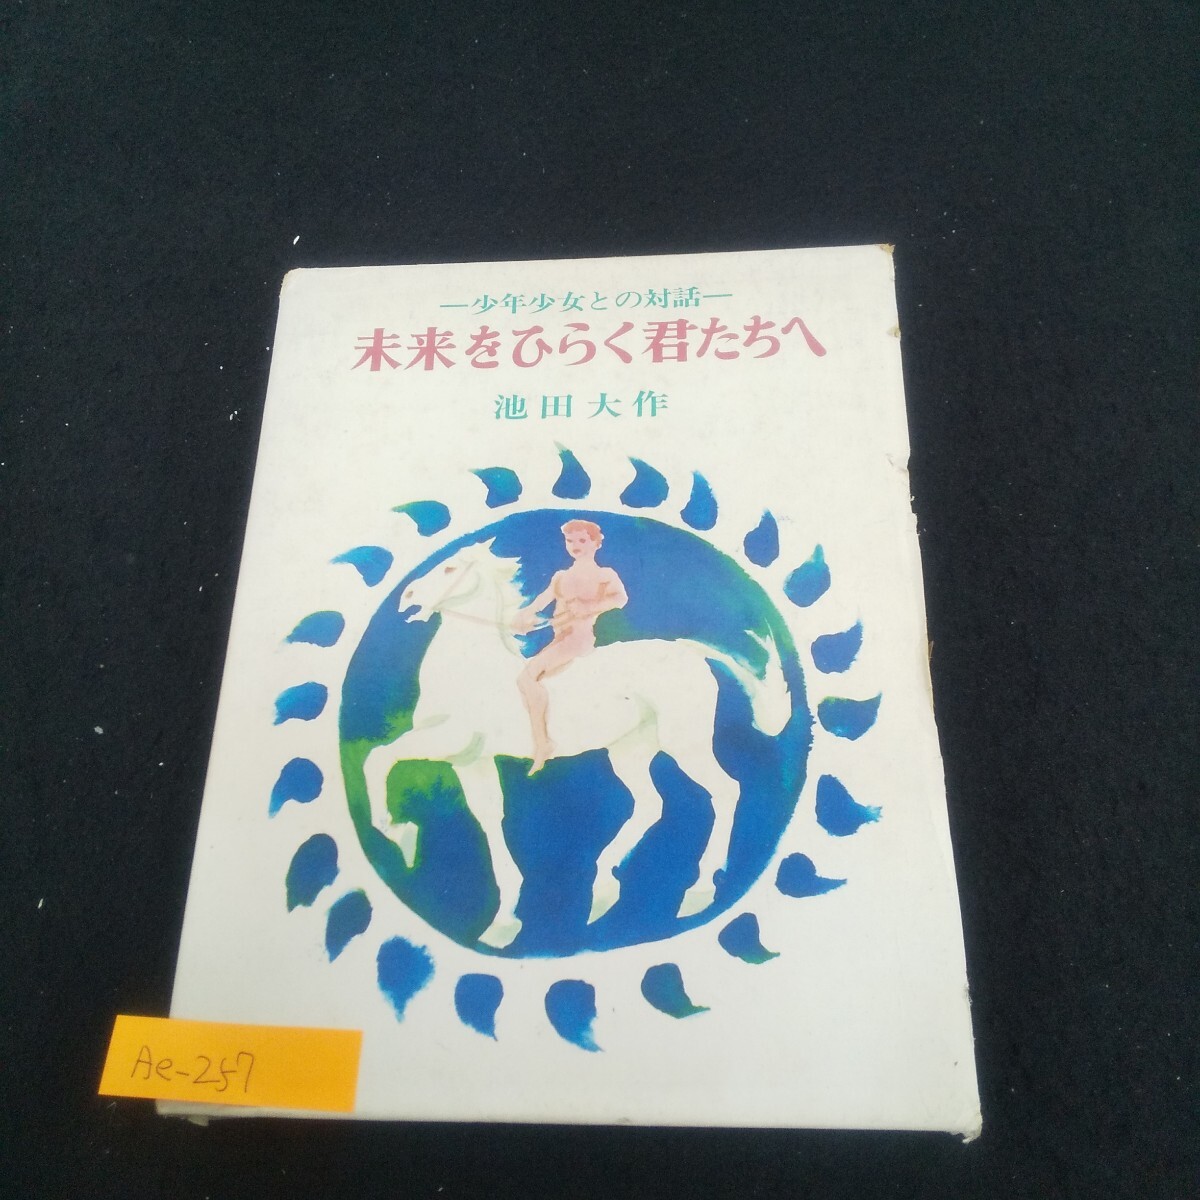 ―少年少女との対話―
未来をひらく君たちへ
池田大作
Ae-257